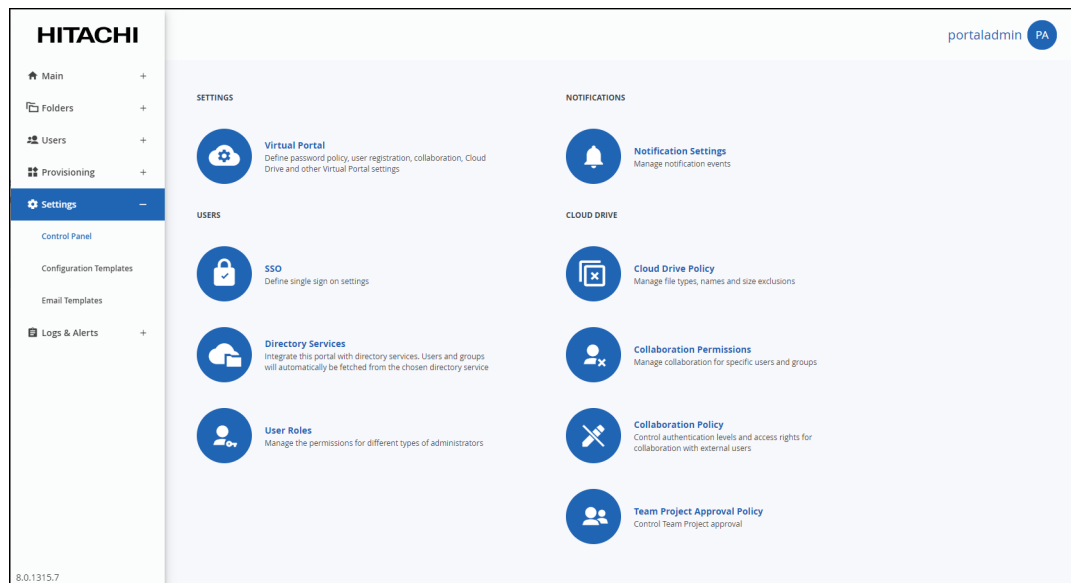 HITACHI
portaladmin PA
Main +
Folders +
Users +
Provisioning +
Settings −
Control Panel
Configuration Templates
Email Templates
Logs & Alerts +
8.0.1315.7
SETTINGS
Virtual Portal
Define password policy, user registration, collaboration, Cloud
Drive and other Virtual Portal settings
USERS
SSO
Define single sign on settings
Directory Services
Integrate this portal with directory services. Users and groups
will automatically be fetched from the chosen directory service
User Roles
Manage the permissions for different types of administrators
NOTIFICATIONS
Notification Settings
Manage notification events
CLOUD DRIVE
Cloud Drive Policy
Manage file types, names and size exclusions
Collaboration Permissions
Manage collaboration for specific users and groups
Collaboration Policy
Control authentication levels and access rights for
collaboration with external users
Team Project Approval Policy
Control Team Project approval